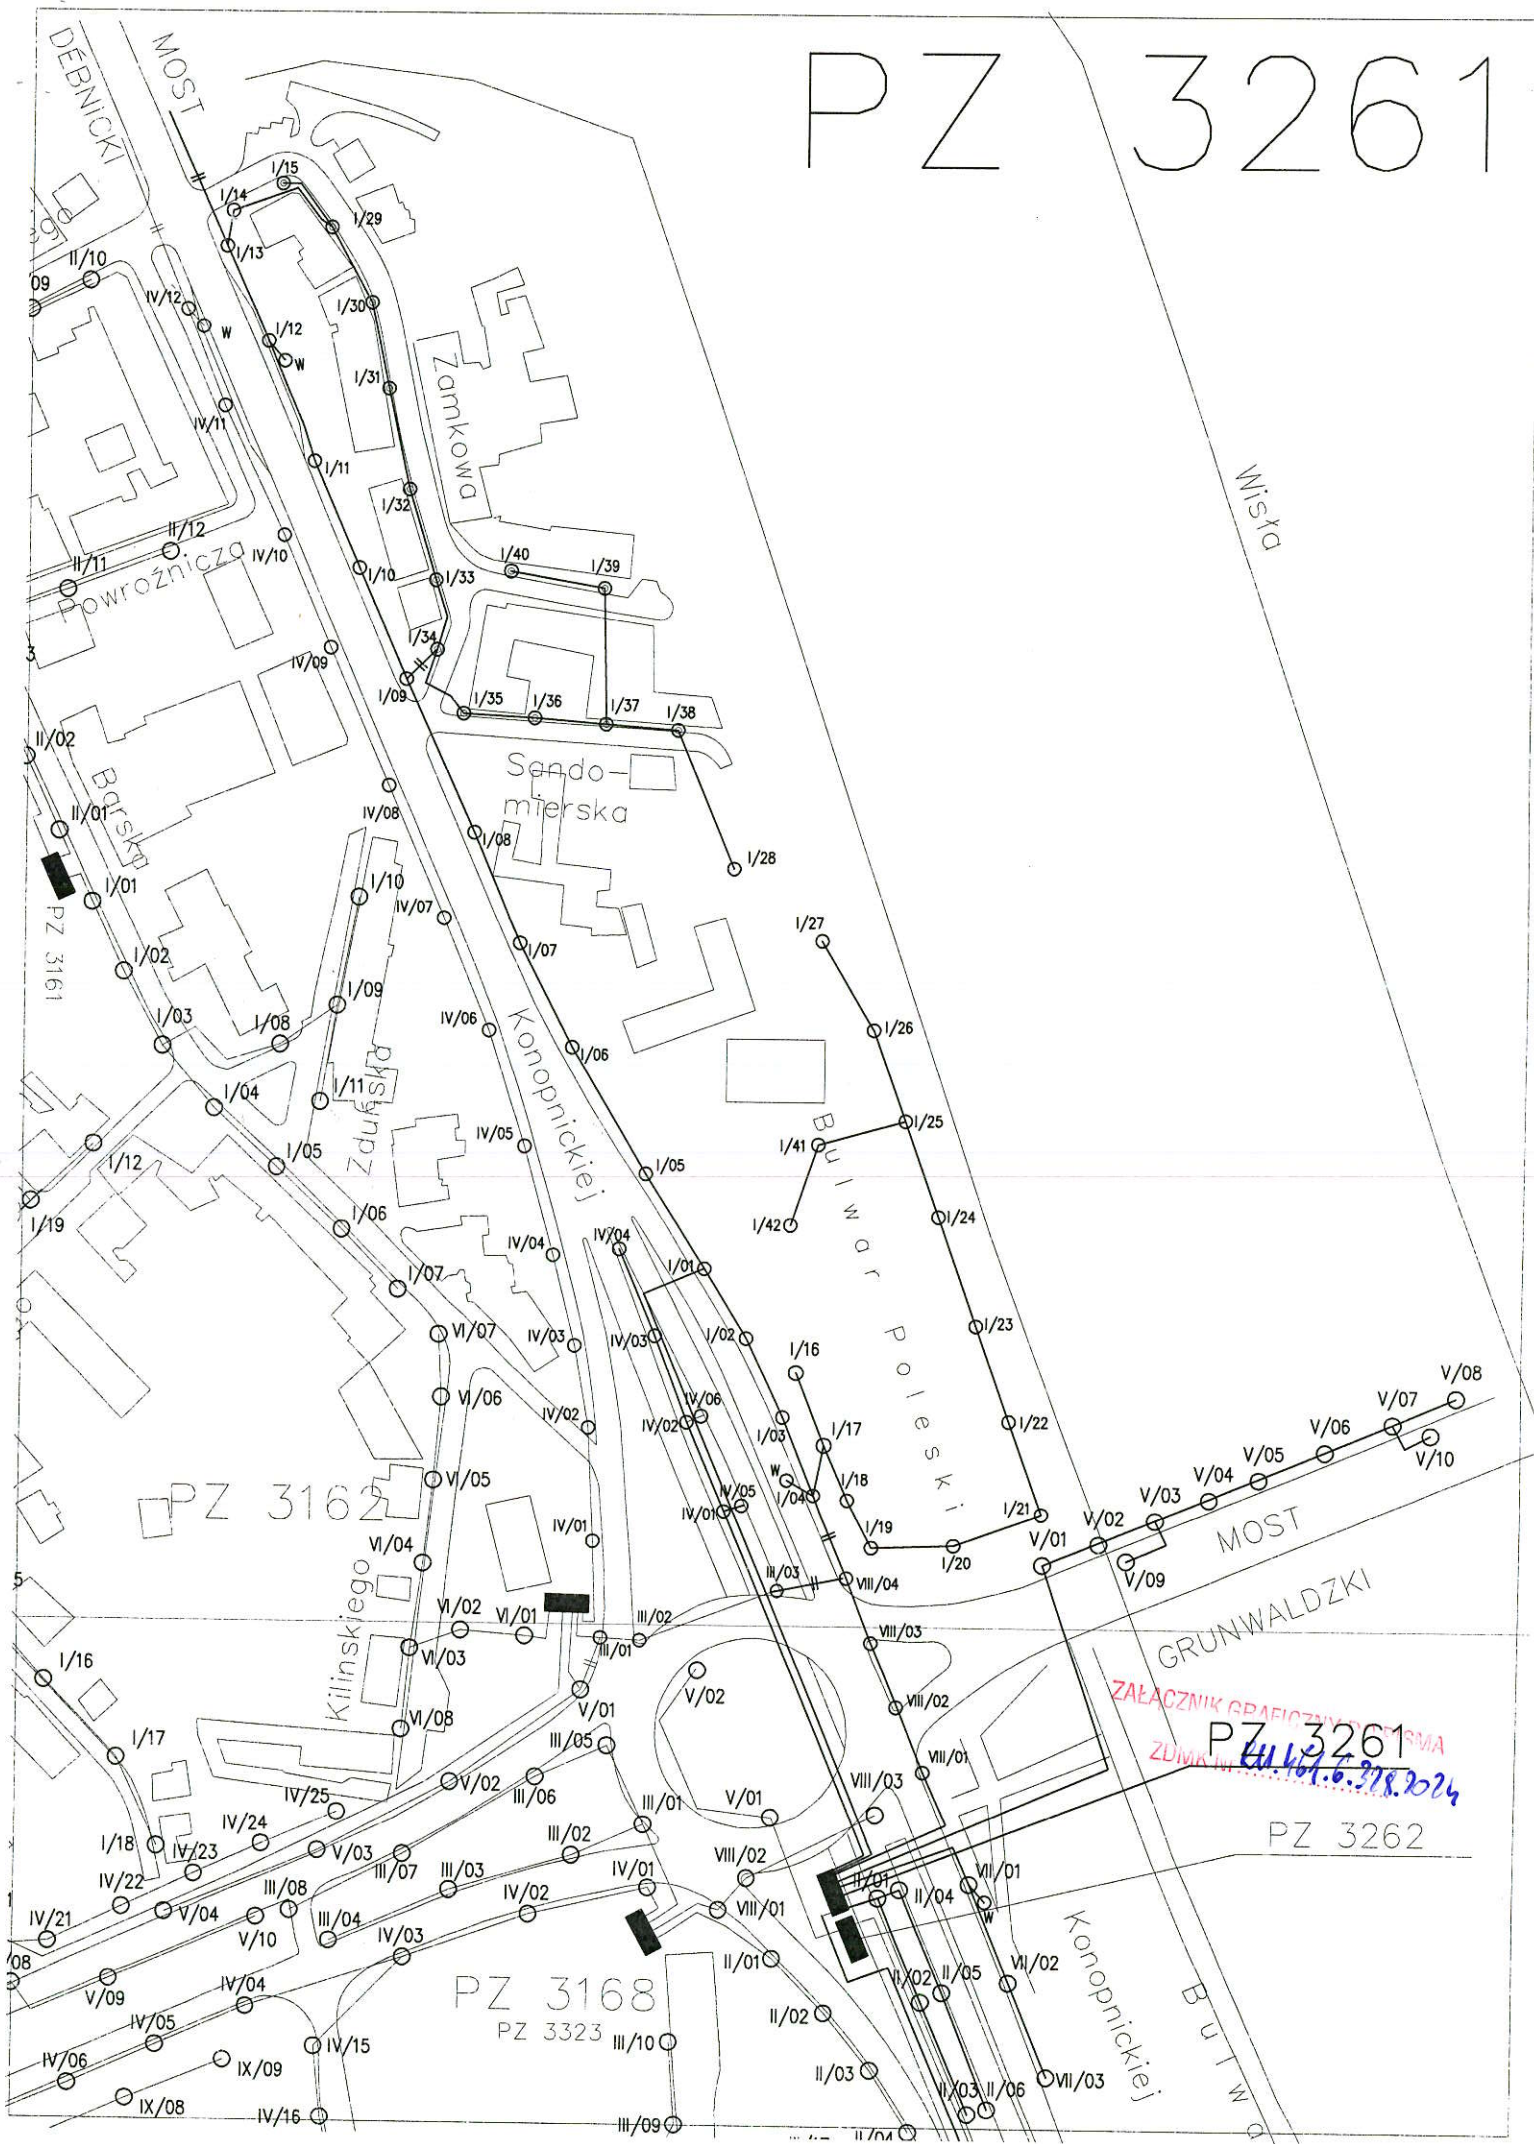 PZ 3261
MOST
DĘBNICKI
I/15
I/14
I/29
I/13
II/10
09
IV/12
W
I/12
W
I/30
I/31
IV/11
I/11
Zamkowa
I/32
Wisła
II/12
II/11
Powroźnicza
IV/10
I/10
I/33
I/40
I/39
3
IV/09
I/34
I/09
I/35
I/36
I/37
I/38
II/02
Barska
Sando-
mierska
IV/08
II/01
I/08
I/28
I/01
PZ 3161
I/10
IV/07
I/27
I/07
I/02
I/09
I/03
I/08
IV/06
Konopnickiej
I/06
I/26
I/04
I/11
Zduńska
I/25
I/05
IV/05
I/41
I/12
I/05
Bulwar Poleski
I/19
I/06
IV/04
IV/04
I/42
I/24
I/07
I/01
VI/07
IV/03
IV/03
I/02
I/23
I/16
VI/06
IV/02
IV/06
IV/02
I/03
I/17
I/22
V/08
V/07
V/06
V/10
V/05
V/04
V/03
VI/05
PZ 3162
W
I/04
I/18
IV/05
IV/01
IV/01
I/19
I/20
I/21
V/02
V/01
V/09
MOST
GRUNWALDZKI
VI/04
5
Kilinskiego
III/03
VIII/04
VI/02
VI/01
III/02
III/01
VIII/03
VI/03
I/16
V/01
V/02
VIII/02
ZAŁĄCZNIK GRAFICZNY DO PISMA
PZ 3261
VI/08
I/17
III/05
VIII/01
V/02
III/06
IV/25
VIII/03
V/01
III/01
PZ 3262
I/18
IV/24
IV/23
V/03
III/07
III/02
III/03
IV/01
VIII/02
II/01
II/04
VII/01
W
IV/22
IV/21
V/04
III/08
V/10
III/04
IV/02
VIII/01
IV/03
08
V/09
IV/04
II/01
II/02
II/05
VII/02
Konopnickiej
PZ 3168
PZ 3323
IV/05
IV/15
III/10
II/02
Bulwa
IV/06
IX/09
IX/08
IV/16
III/09
II/03
II/03
II/06
VII/03
II/04